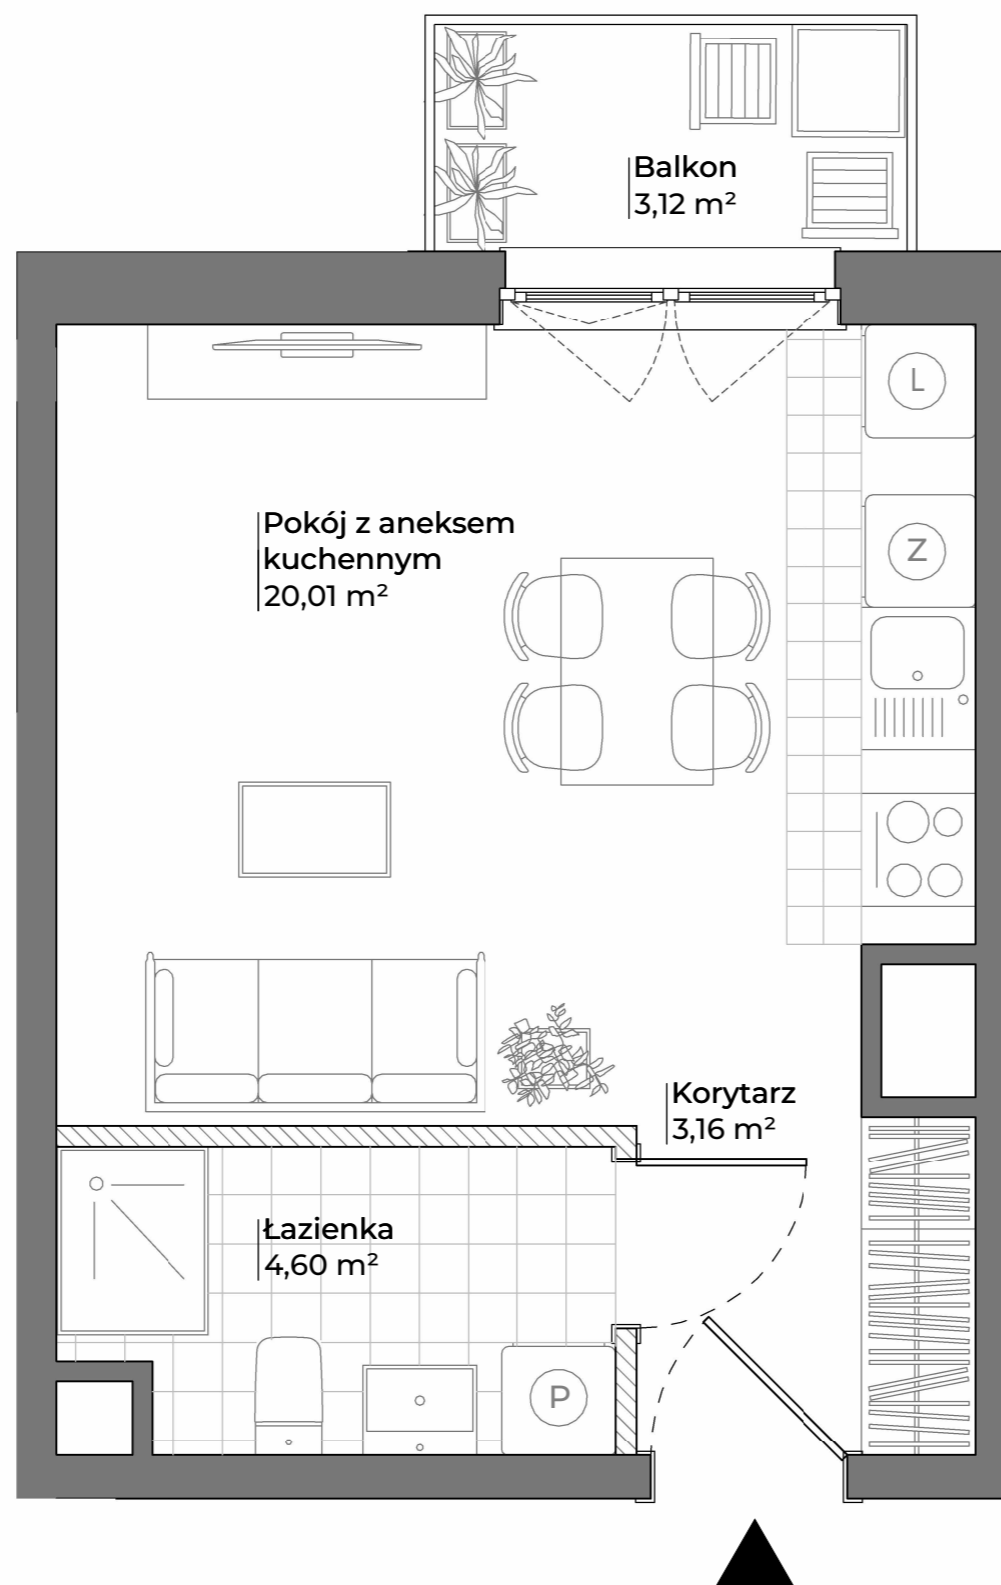 Balkon
3,12 m²
L
Pokój z aneksem
kuchennym
20,01 m²
Z
Korytarz
3,16 m²
Łazienka
4,60 m²
P